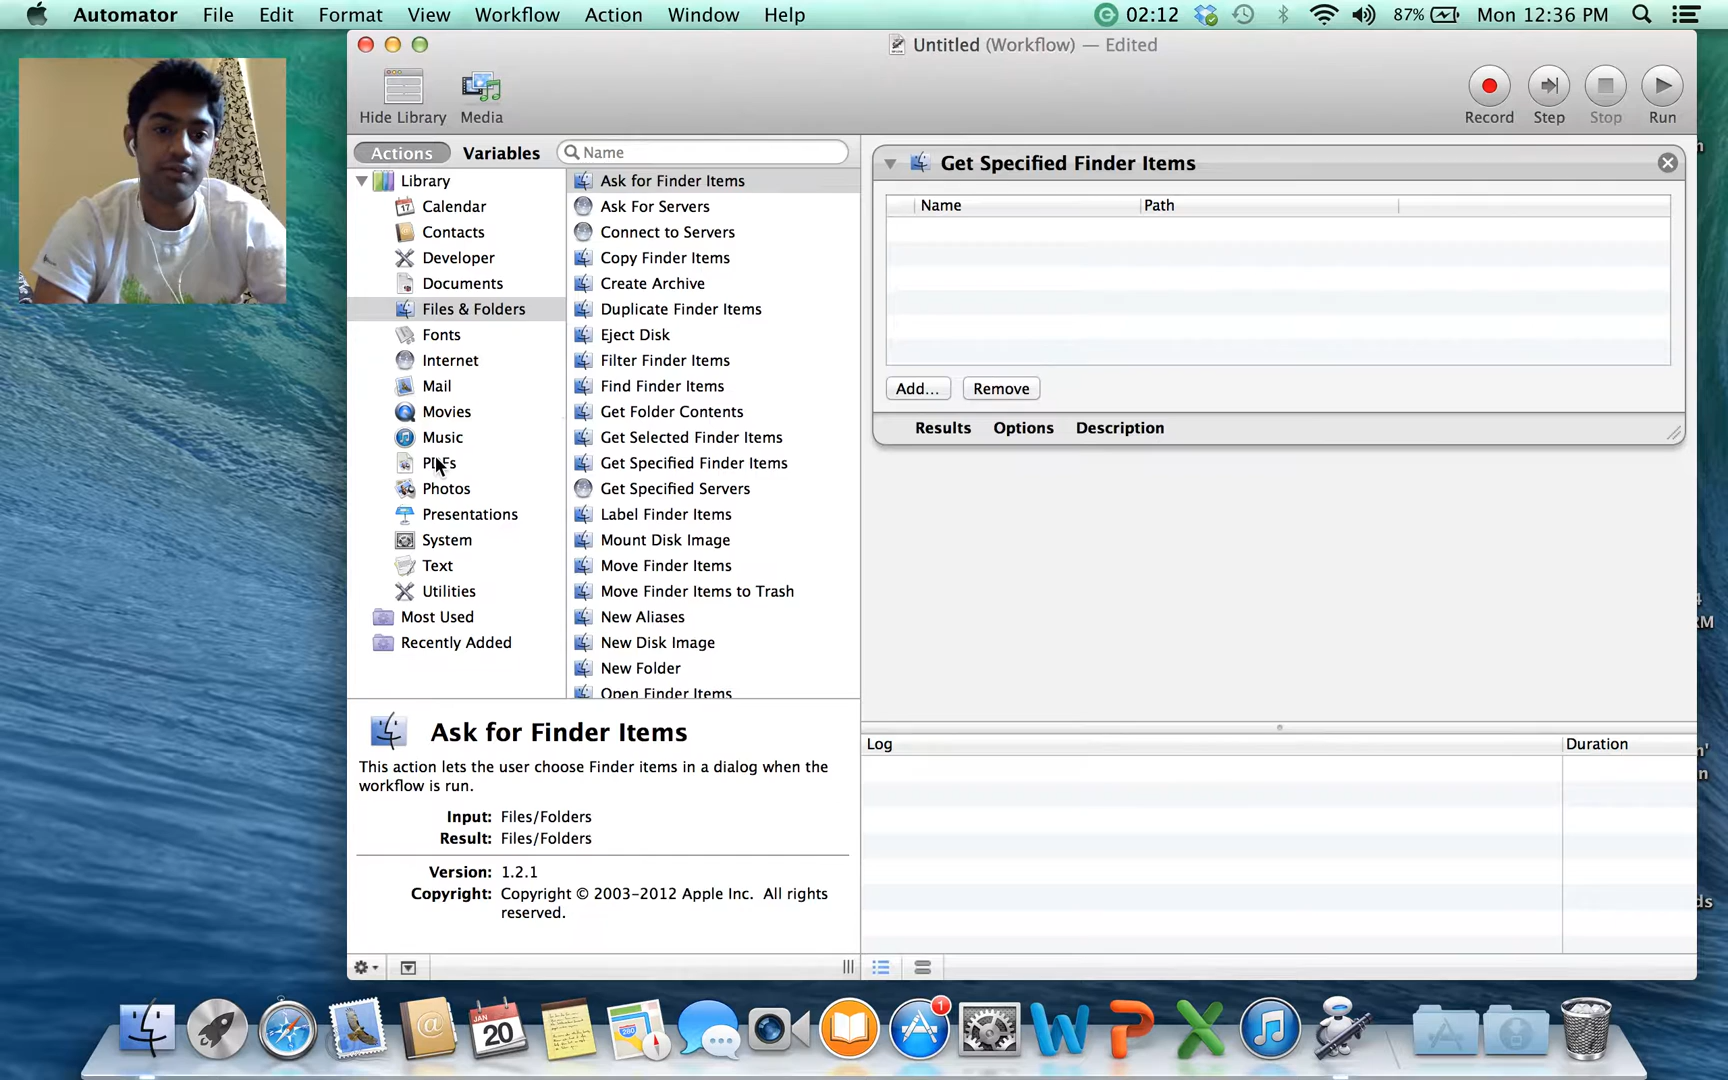 Automator File Edit Format View Workflow Action Window Help 02:12 87% Mon 12:36 PM
Untitled (Workflow) — Edited
Hide Library Media Record Step Stop Run
Actions Variables Name
Library
Calendar
Contacts
Developer
Documents
Files & Folders
Fonts
Internet
Mail
Movies
Music
PDFs
Photos
Presentations
System
Text
Utilities
Most Used
Recently Added
Ask for Finder Items
Ask For Servers
Connect to Servers
Copy Finder Items
Create Archive
Duplicate Finder Items
Eject Disk
Filter Finder Items
Find Finder Items
Get Folder Contents
Get Selected Finder Items
Get Specified Finder Items
Get Specified Servers
Label Finder Items
Mount Disk Image
Move Finder Items
Move Finder Items to Trash
New Aliases
New Disk Image
New Folder
Open Finder Items
Get Specified Finder Items
Name Path
Add... Remove
Results Options Description
Ask for Finder Items
This action lets the user choose Finder items in a dialog when the
workflow is run.
Input: Files/Folders
Result: Files/Folders
Version: 1.2.1
Copyright: Copyright © 2003-2012 Apple Inc. All rights
reserved.
Log Duration
17
JAN
20
280
1